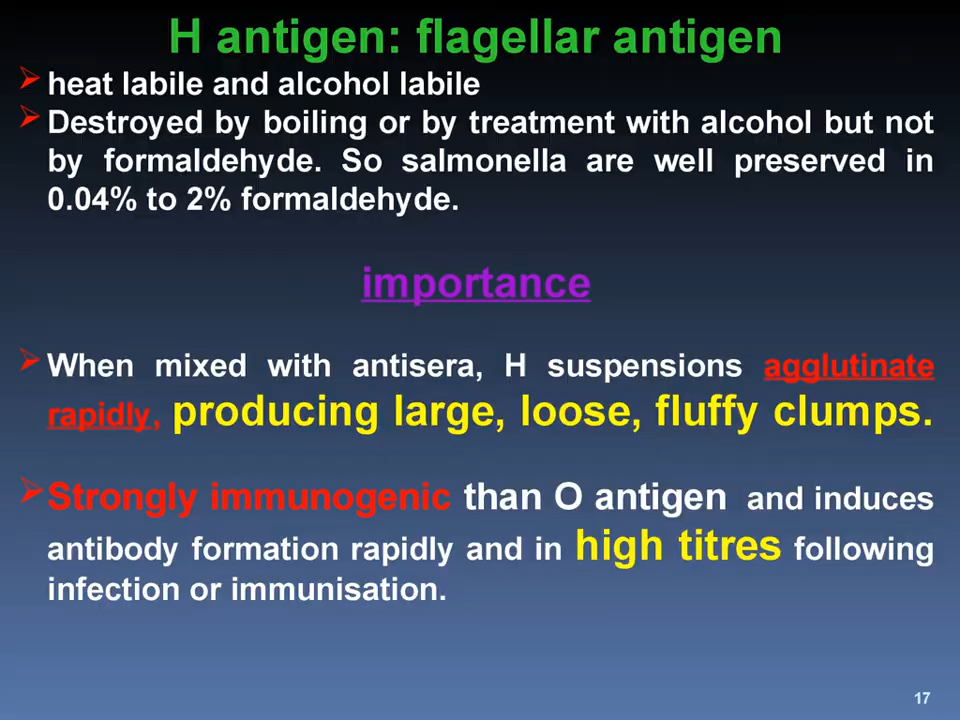 H antigen: flagellar antigen
heat labile and alcohol labile
Destroyed by boiling or by treatment with alcohol but not
by formaldehyde. So salmonella are well preserved in
0.04% to 2% formaldehyde.
importance
When mixed with antisera, H suspensions agglutinate
rapidly, producing large, loose, fluffy clumps.
Strongly immunogenic than O antigen and induces
antibody formation rapidly and in high titres following
infection or immunisation.
17